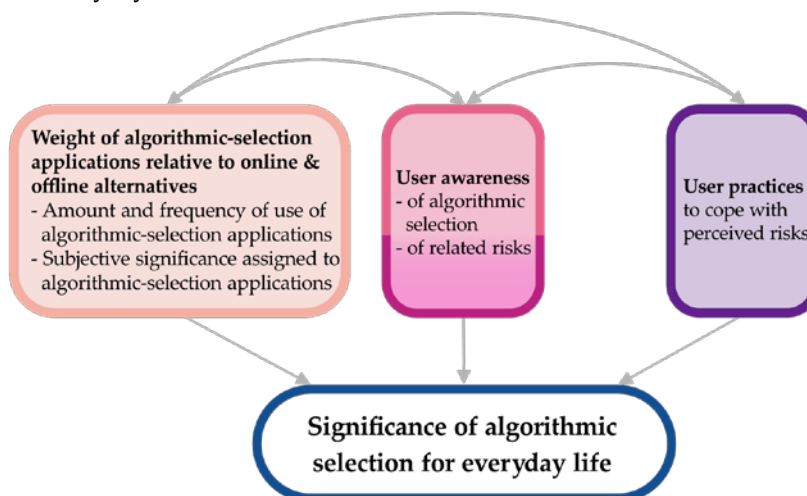 Weight of algorithmic-selection
applications relative to online &
offline alternatives
- Amount and frequency of use of
algorithmic-selection applications
- Subjective significance assigned to
algorithmic-selection applications
User awareness
- of algorithmic
selection
- of related risks
User practices
to cope with
perceived risks
Significance of algorithmic
selection for everyday life